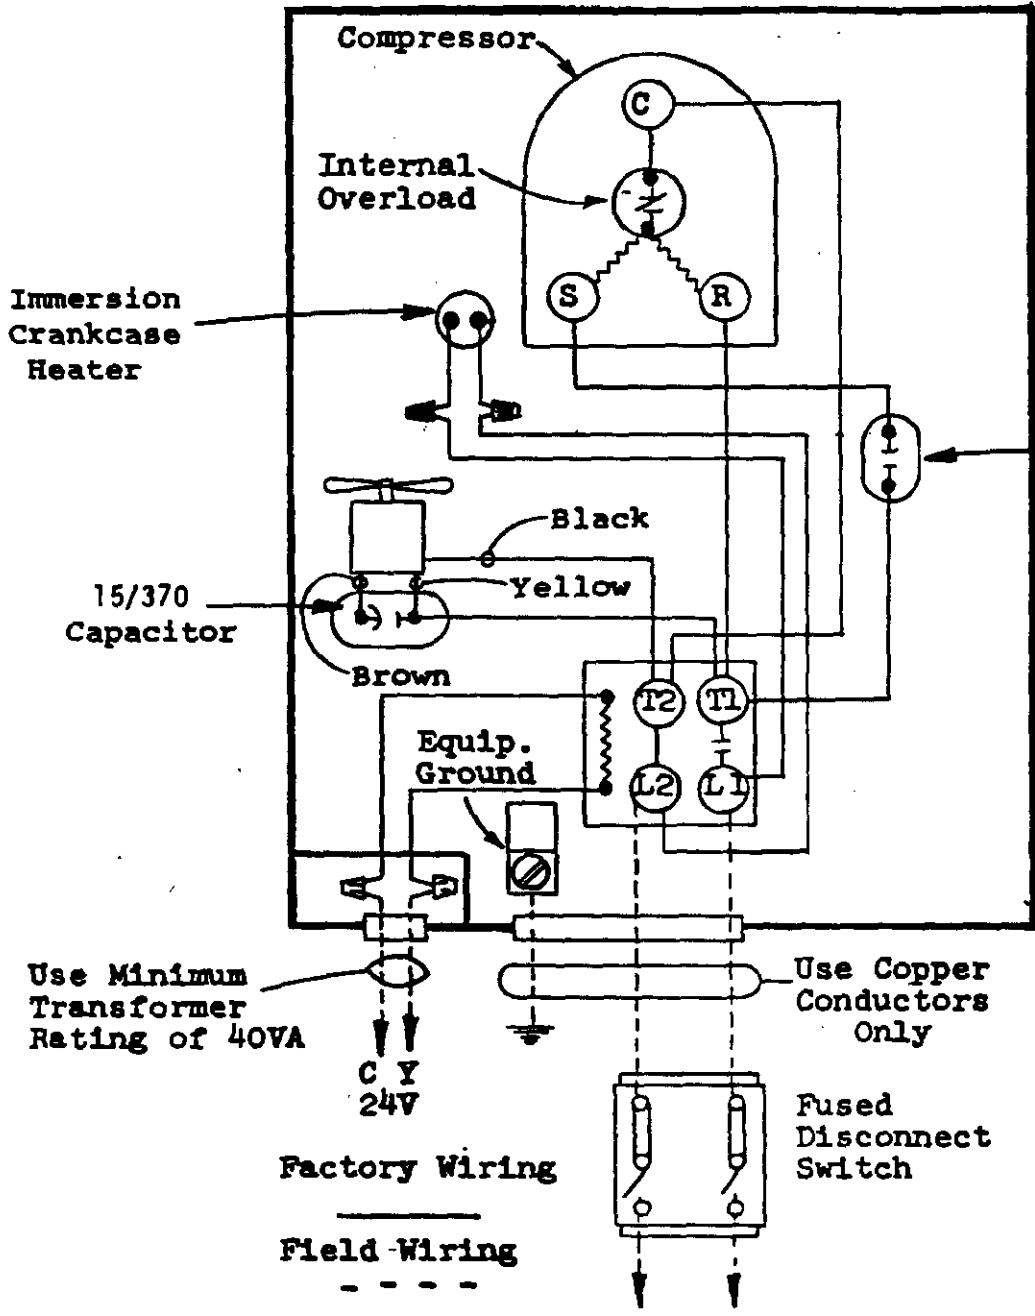 Compressor
C
Internal
Overload
S
R
Immersion
Crankcase
Heater
Black
15/370
Capacitor
Yellow
Brown
T2
T1
Equip.
Ground
L2
L1
Use Minimum
Transformer
Rating of 40VA
Use Copper
Conductors
Only
C Y
24V
Fused
Disconnect
Switch
Factory Wiring
Field Wiring